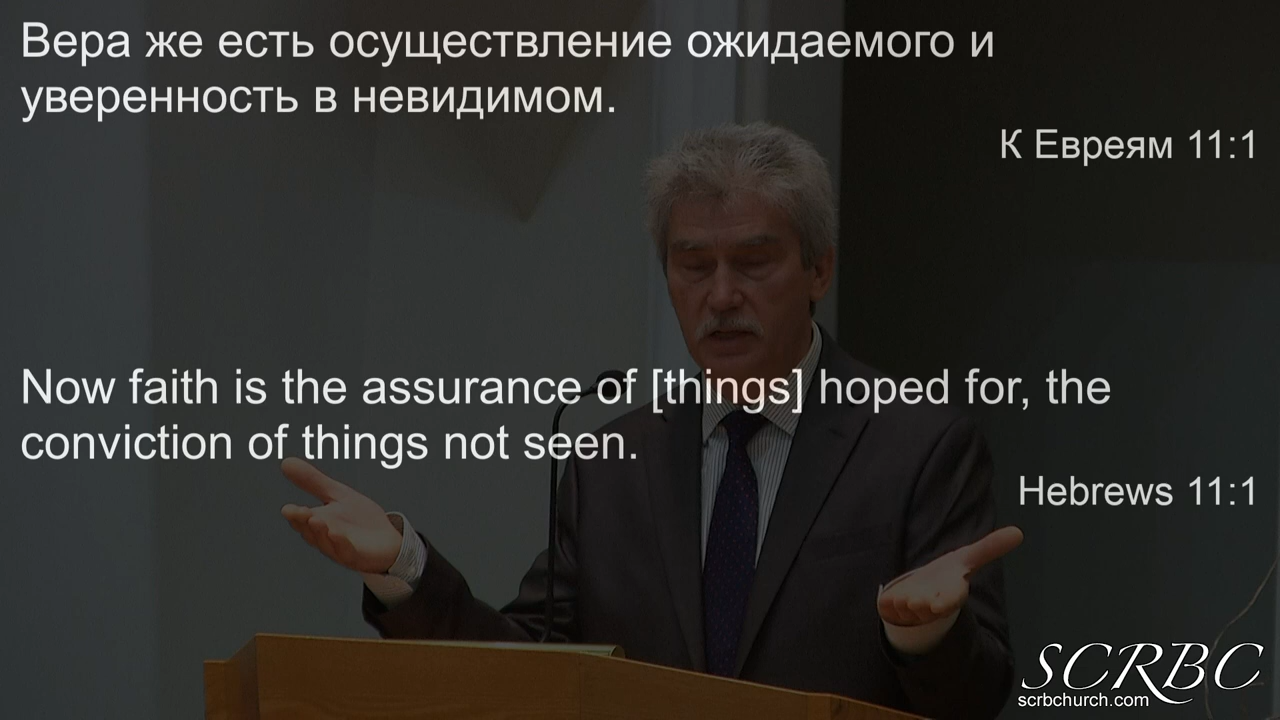 Вера же есть осуществление ожидаемого и
уверенность в невидимом.
К Евреям 11:1
Now faith is the assurance of [things] hoped for, the
conviction of things not seen.
Hebrews 11:1
SCRBC
scrbchurch.com